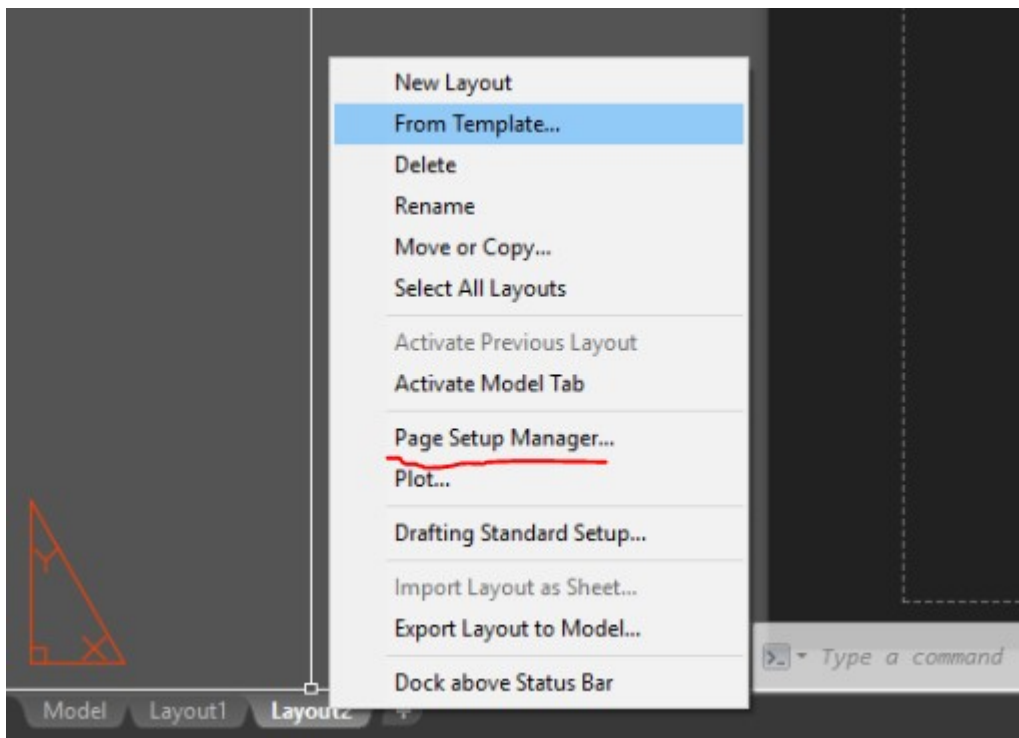 New Layout
From Template...
Delete
Rename
Move or Copy...
Select All Layouts
Activate Previous Layout
Activate Model Tab
Page Setup Manager...
Plot...
Drafting Standard Setup...
Import Layout as Sheet...
Export Layout to Model...
Dock above Status Bar
Y
X
Type a command
Model Layout1 Layout2 +